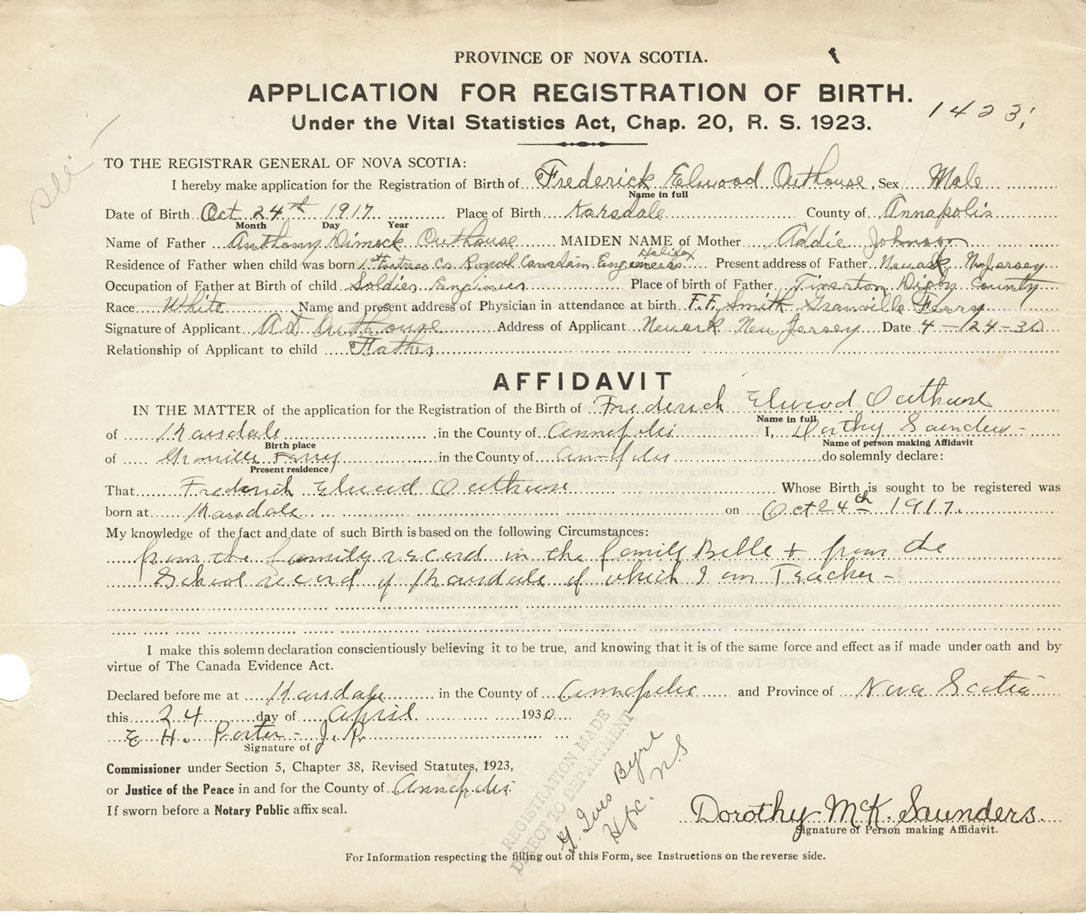 PROVINCE OF NOVA SCOTIA.
APPLICATION FOR REGISTRATION OF BIRTH.
1423
Under the Vital Statistics Act, Chap. 20, R. S. 1923.
see
TO THE REGISTRAR GENERAL OF NOVA SCOTIA:
I hereby make application for the Registration of Birth of Frederick Elwood Outhouse, Sex Male
Name in full
Date of Birth Oct 24th 1917 Place of Birth Karsdale County of Annapolis
Month Day Year
Name of Father Anthony Dimock Outhouse MAIDEN NAME of Mother Addie Johnson
Residence of Father when child was born 1st Fortress Co. Royal Canadain Engineers Halifax Present address of Father Newark New Jersey
Occupation of Father at Birth of child Soldier Engineer Place of birth of Father Tiverton Digby County
Race White Name and present address of Physician in attendance at birth F.F. Smith Granville Ferry
Signature of Applicant A D Outhouse Address of Applicant Newark New Jersey Date 4-24-30
Relationship of Applicant to child Father
AFFIDAVIT
IN THE MATTER of the application for the Registration of the Birth of Frederick Elwood Outhouse
Name in full
of Karsdale in the County of Annapolis I, Dorthy Saunders
Birth place Name of person making Affidavit
of Granville Ferry in the County of Annapolis do solemnly declare:
Present residence
That Frederick Elwood Outhouse Whose Birth is sought to be registered was
born at Karsdale on Oct 24th 1917.
My knowledge of the fact and date of such Birth is based on the following Circumstances:
from the family record in the family Bible + from the
School record of Karsdale of which I am Teacher -
I make this solemn declaration conscientiously believing it to be true, and knowing that it is of the same force and effect as if made under oath and by
virtue of The Canada Evidence Act.
Declared before me at Karsdale in the County of Annapolis and Province of Nova Scotia
this 24 day of April 1930
E H. Porter - J.P.
Signature of
Commissioner under Section 5, Chapter 38, Revised Statutes, 1923,
or Justice of the Peace in and for the County of Annapolis
If sworn before a Notary Public affix seal.
REGISTRATION MADE
DIRECT TO DEPARTMENT
Hfx. NS
Dorothy McK. Saunders.
Signature of Person making Affidavit.
For Information respecting the filling out of this Form, see Instructions on the reverse side.